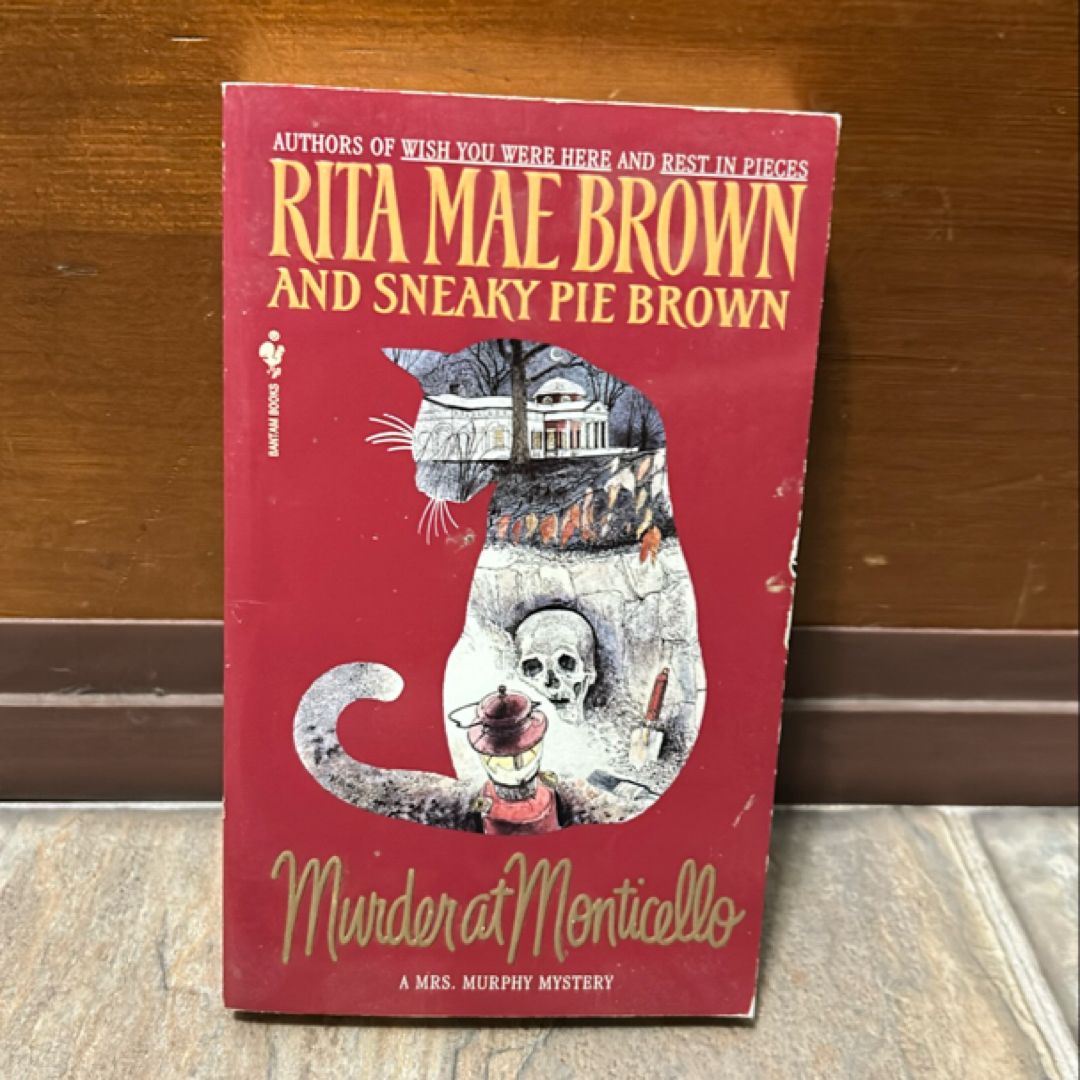 AUTHORS OF WISH YOU WERE HERE AND REST IN PIECES
RITA MAE BROWN
AND SNEAKY PIE BROWN
BANTAM BOOKS
Murder at Monticello
A MRS. MURPHY MYSTERY